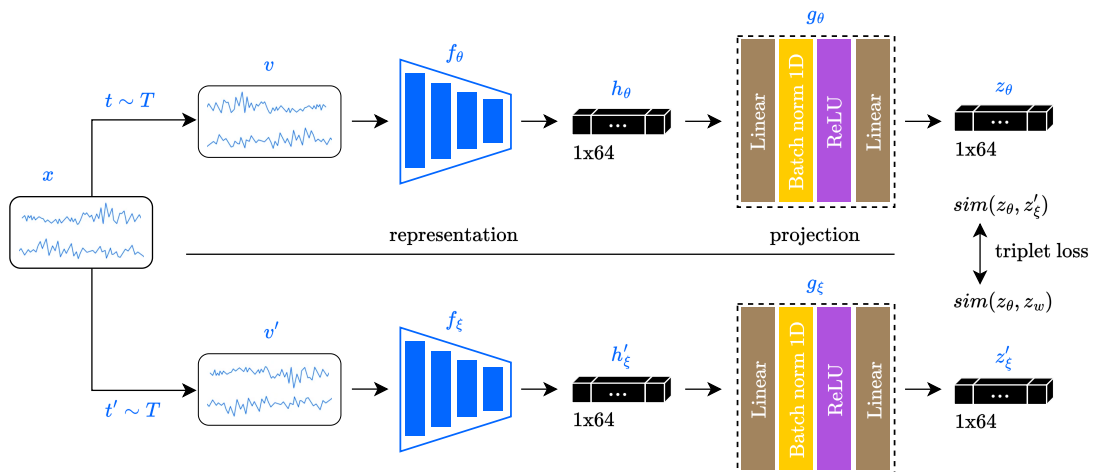 g_θ
v
f_θ
t ∼ T
h_θ
z_θ
Linear
Batch norm 1D
ReLU
Linear
...
1x64
...
1x64
x
sim(z_θ, z′_ξ)
representation
projection
triplet loss
sim(z_θ, z_w)
g_ξ
v′
f_ξ
h′_ξ
z′_ξ
t′ ∼ T
Linear
Batch norm 1D
ReLU
Linear
...
1x64
...
1x64